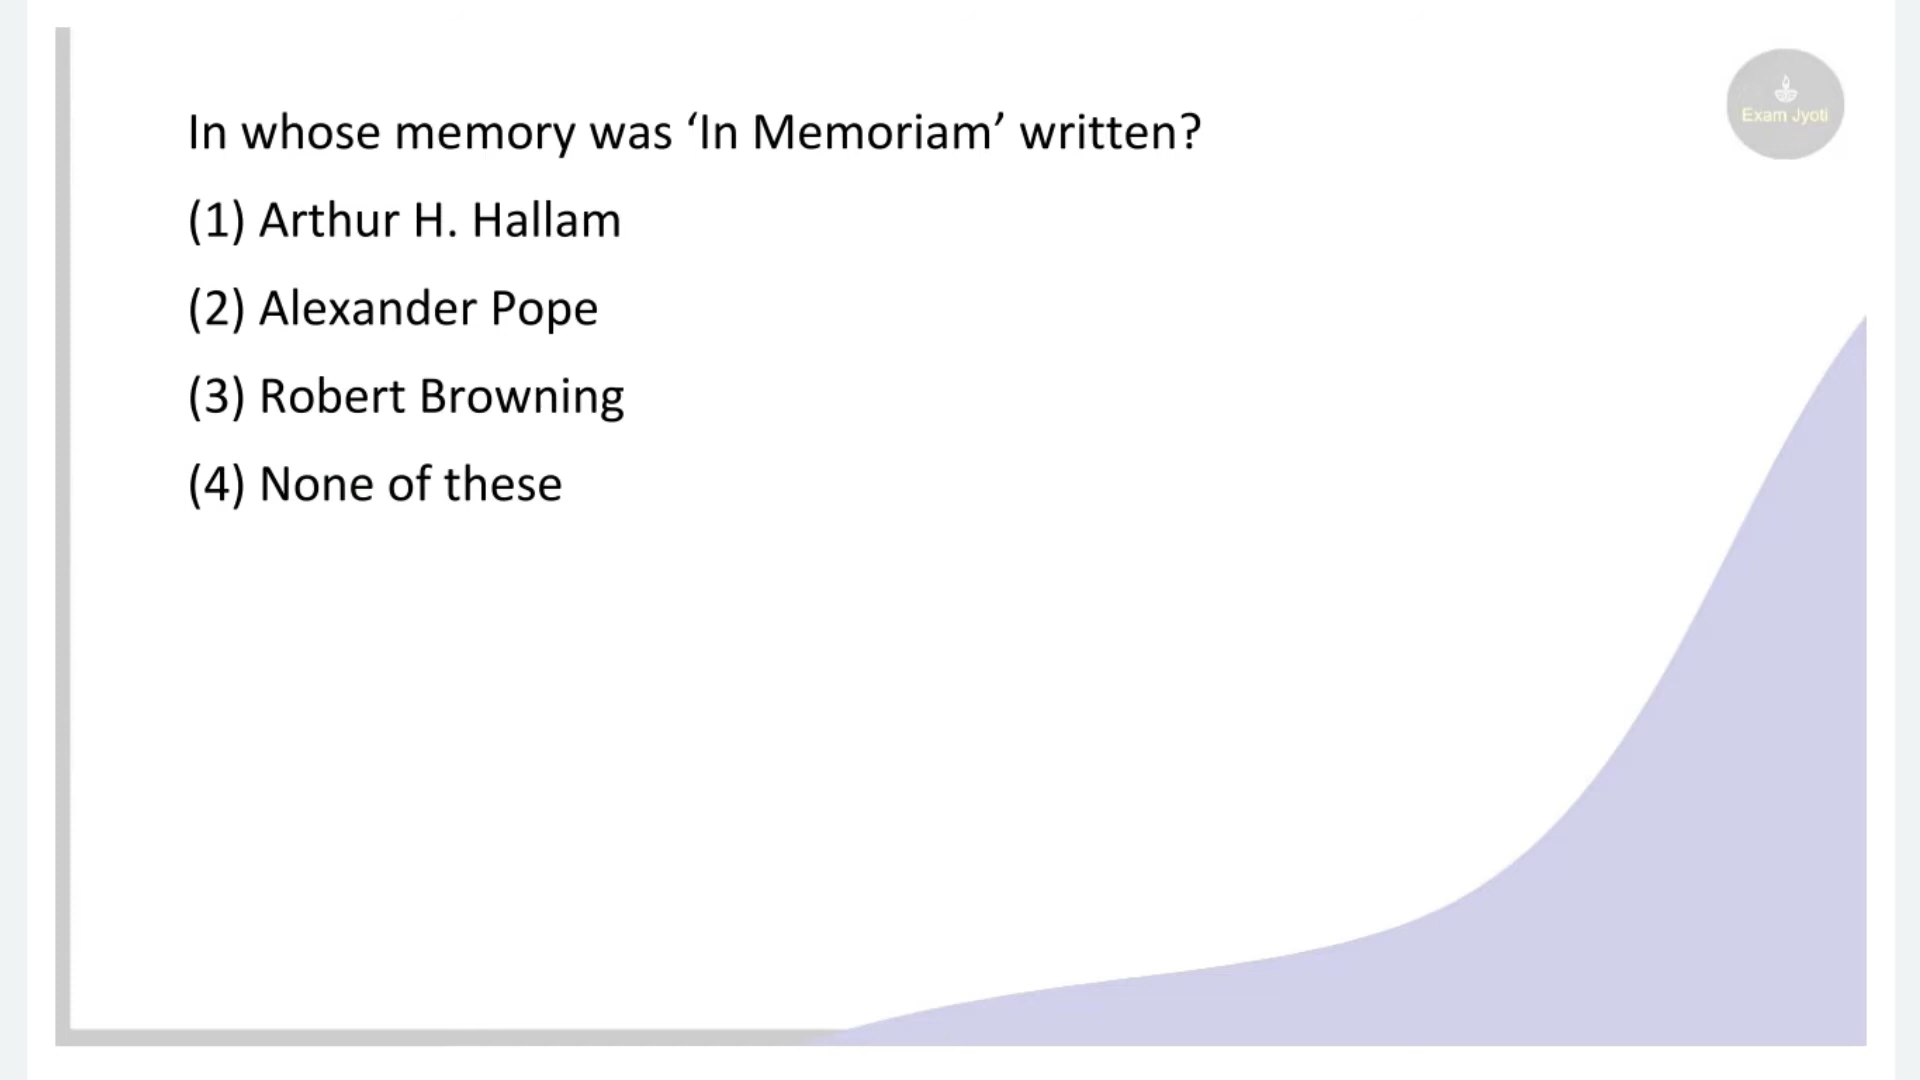 In whose memory was ‘In Memoriam’ written?
(1) Arthur H. Hallam
(2) Alexander Pope
(3) Robert Browning
(4) None of these
Exam Jyoti